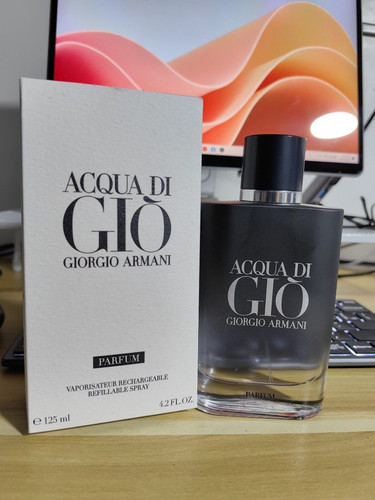 ACQUA DI
GIÒ
GIORGIO ARMANI
PARFUM
VAPORISATEUR RECHARGEABLE
REFILLABLE SPRAY
e 125 ml
4.2 FL.OZ.
ACQUA DI
GIÒ
GIORGIO ARMANI
PARFUM